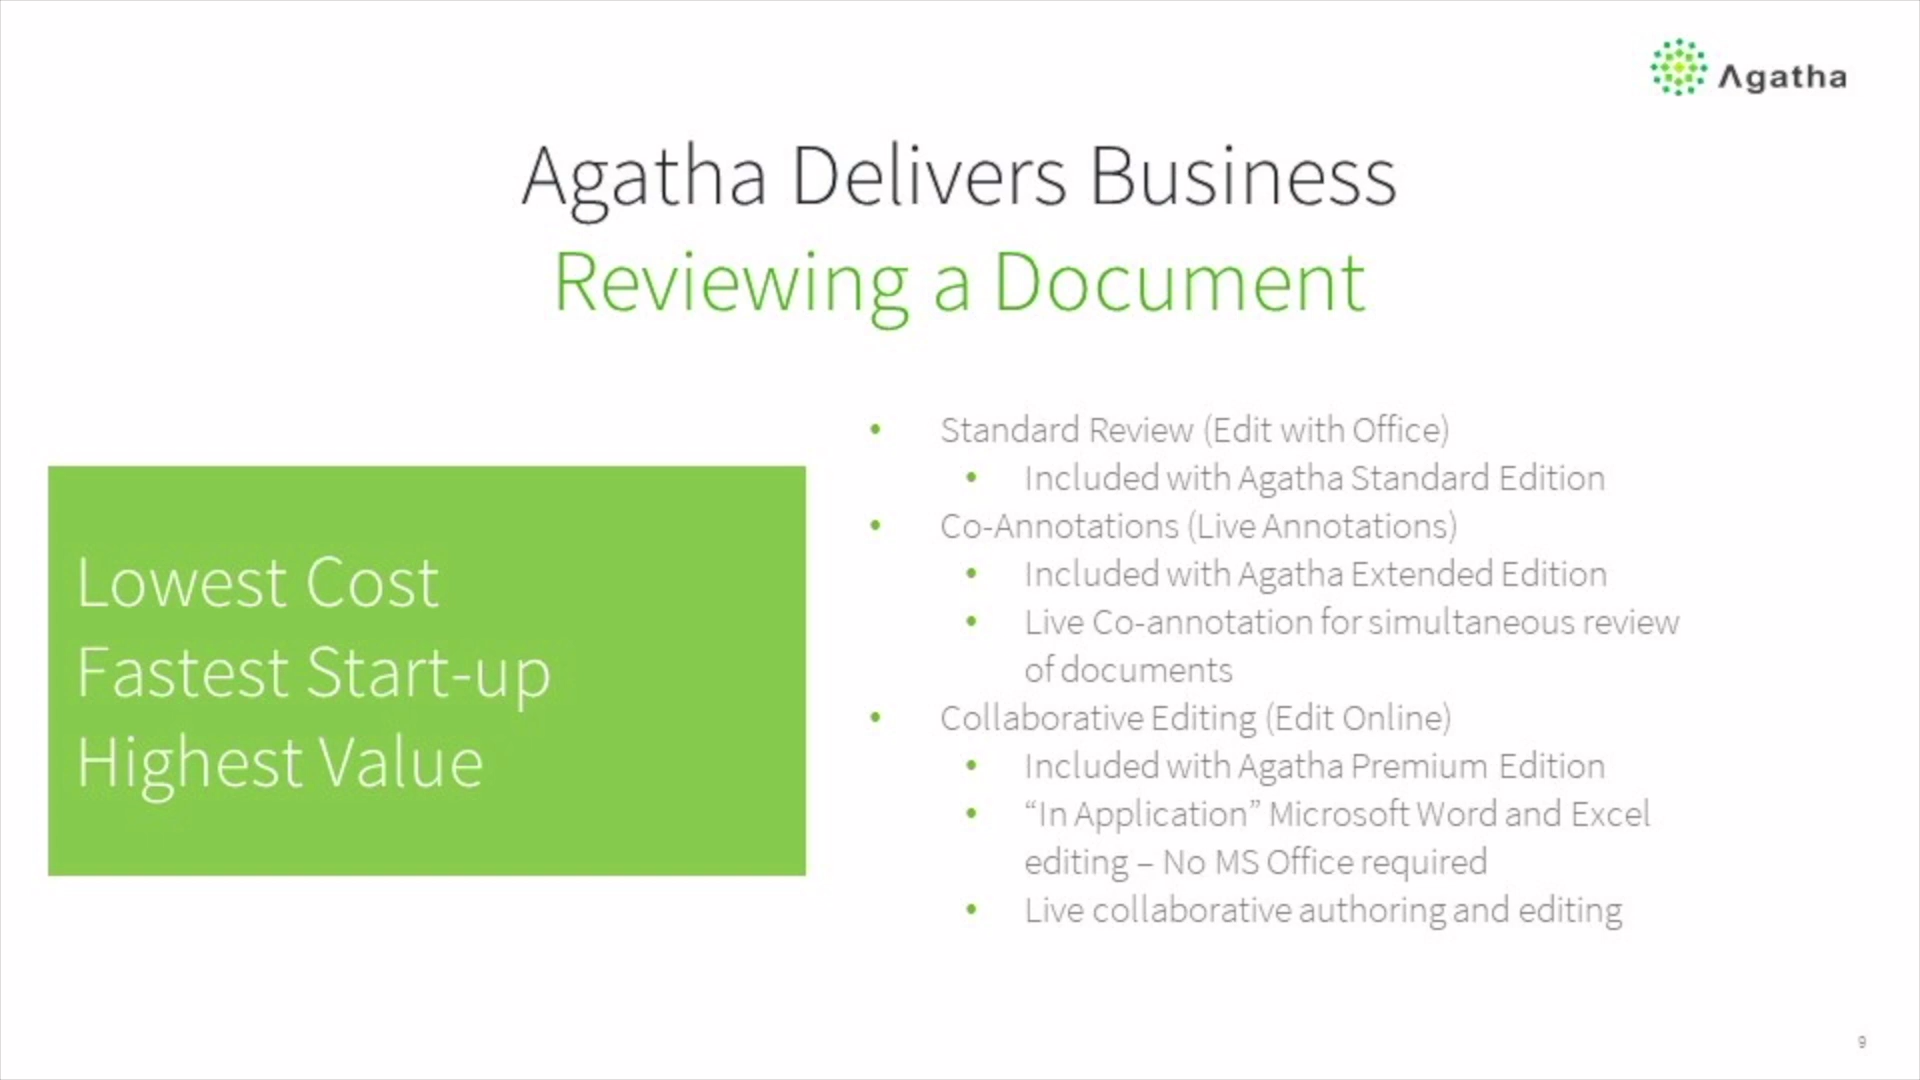 Agatha
Agatha Delivers Business
Reviewing a Document
Lowest Cost
Fastest Start-up
Highest Value
• Standard Review (Edit with Office)
• Included with Agatha Standard Edition
• Co-Annotations (Live Annotations)
• Included with Agatha Extended Edition
• Live Co-annotation for simultaneous review
of documents
• Collaborative Editing (Edit Online)
• Included with Agatha Premium Edition
• “In Application” Microsoft Word and Excel
editing – No MS Office required
• Live collaborative authoring and editing
9